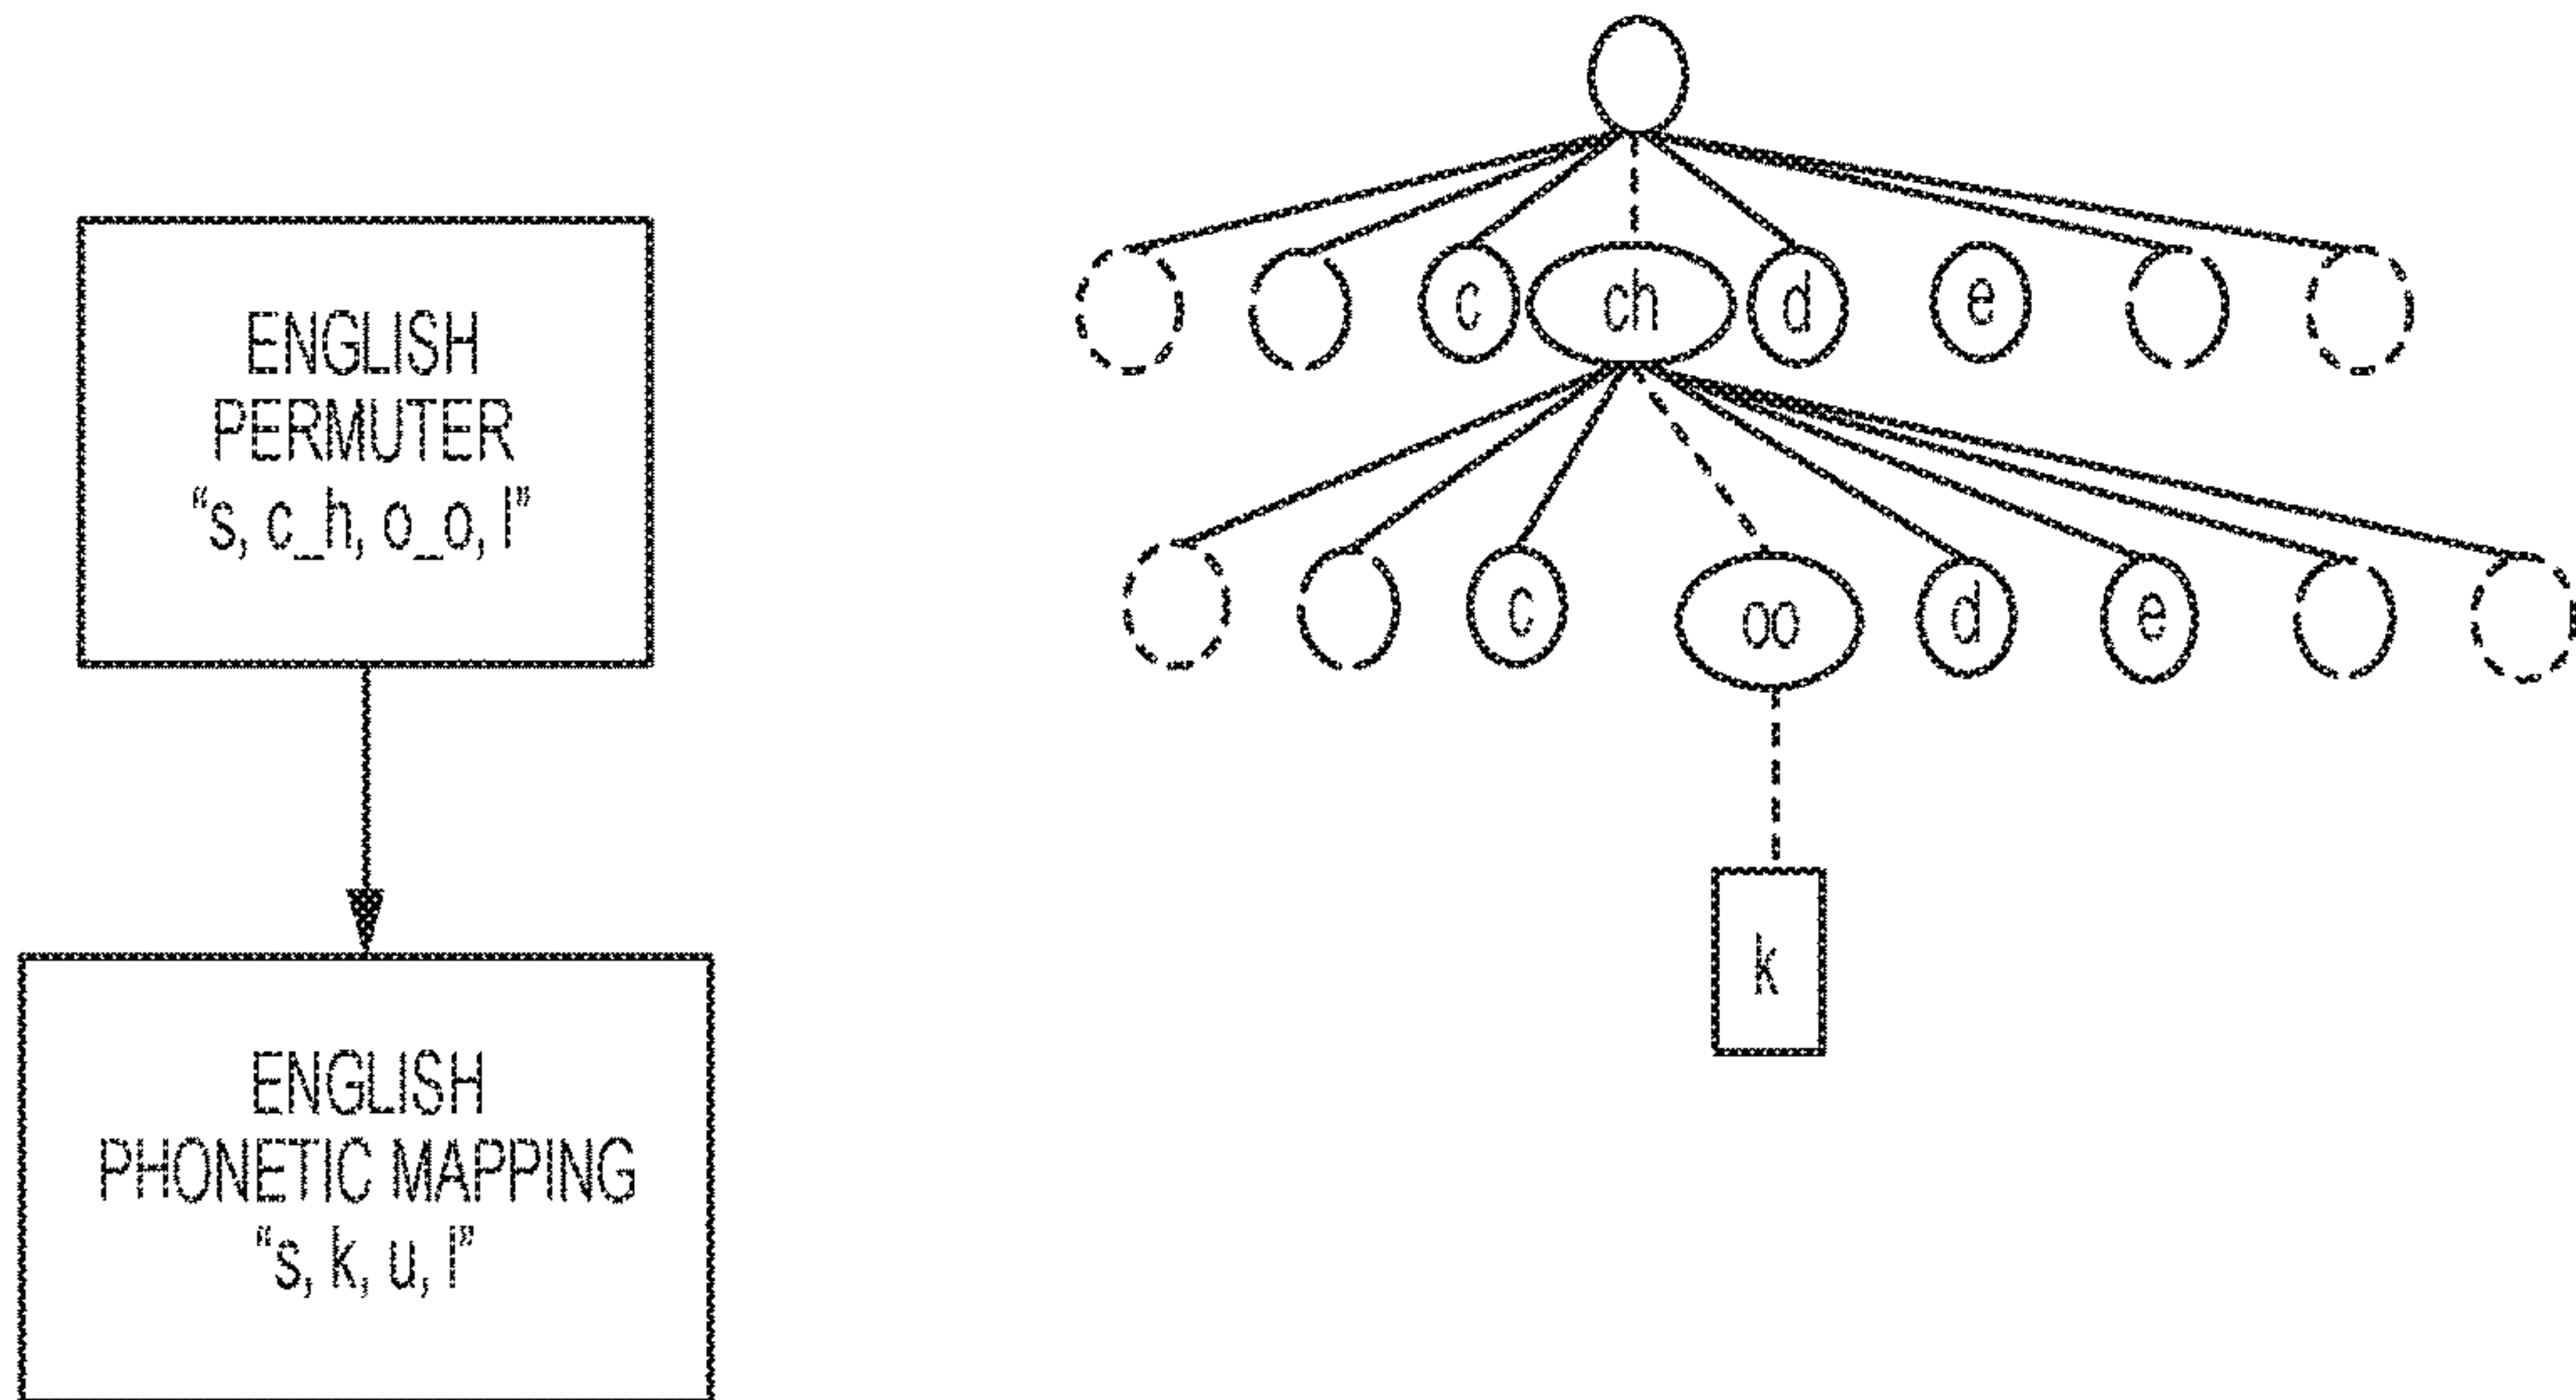 ENGLISH
PERMUTER
“s, c_h, o_o, l”
ENGLISH
PHONETIC MAPPING
“s, k, u, l”
c ch d e
c oo d e
k